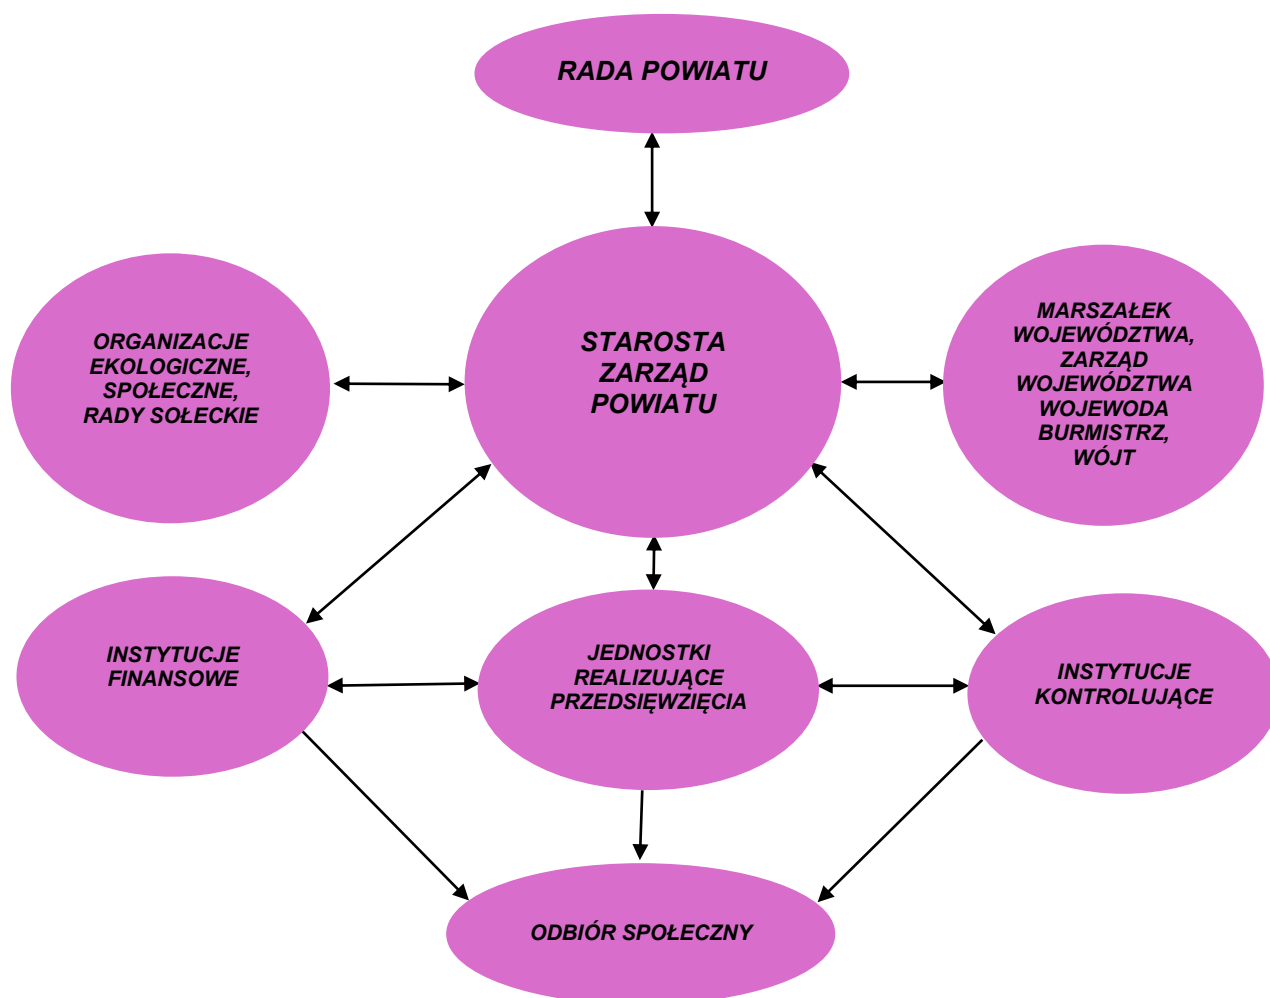 RADA POWIATU
STAROSTA
ZARZĄD
POWIATU
ORGANIZACJE
EKOLOGICZNE,
SPOŁECZNE,
RADY SOŁECKIE
MARSZAŁEK
WOJEWÓDZTWA,
ZARZĄD
WOJEWÓDZTWA
WOJEWODA
BURMISTRZ,
WÓJT
INSTYTUCJE
FINANSOWE
JEDNOSTKI
REALIZUJĄCE
PRZEDSIĘWZIĘCIA
INSTYTUCJE
KONTROLUJĄCE
ODBIÓR SPOŁECZNY